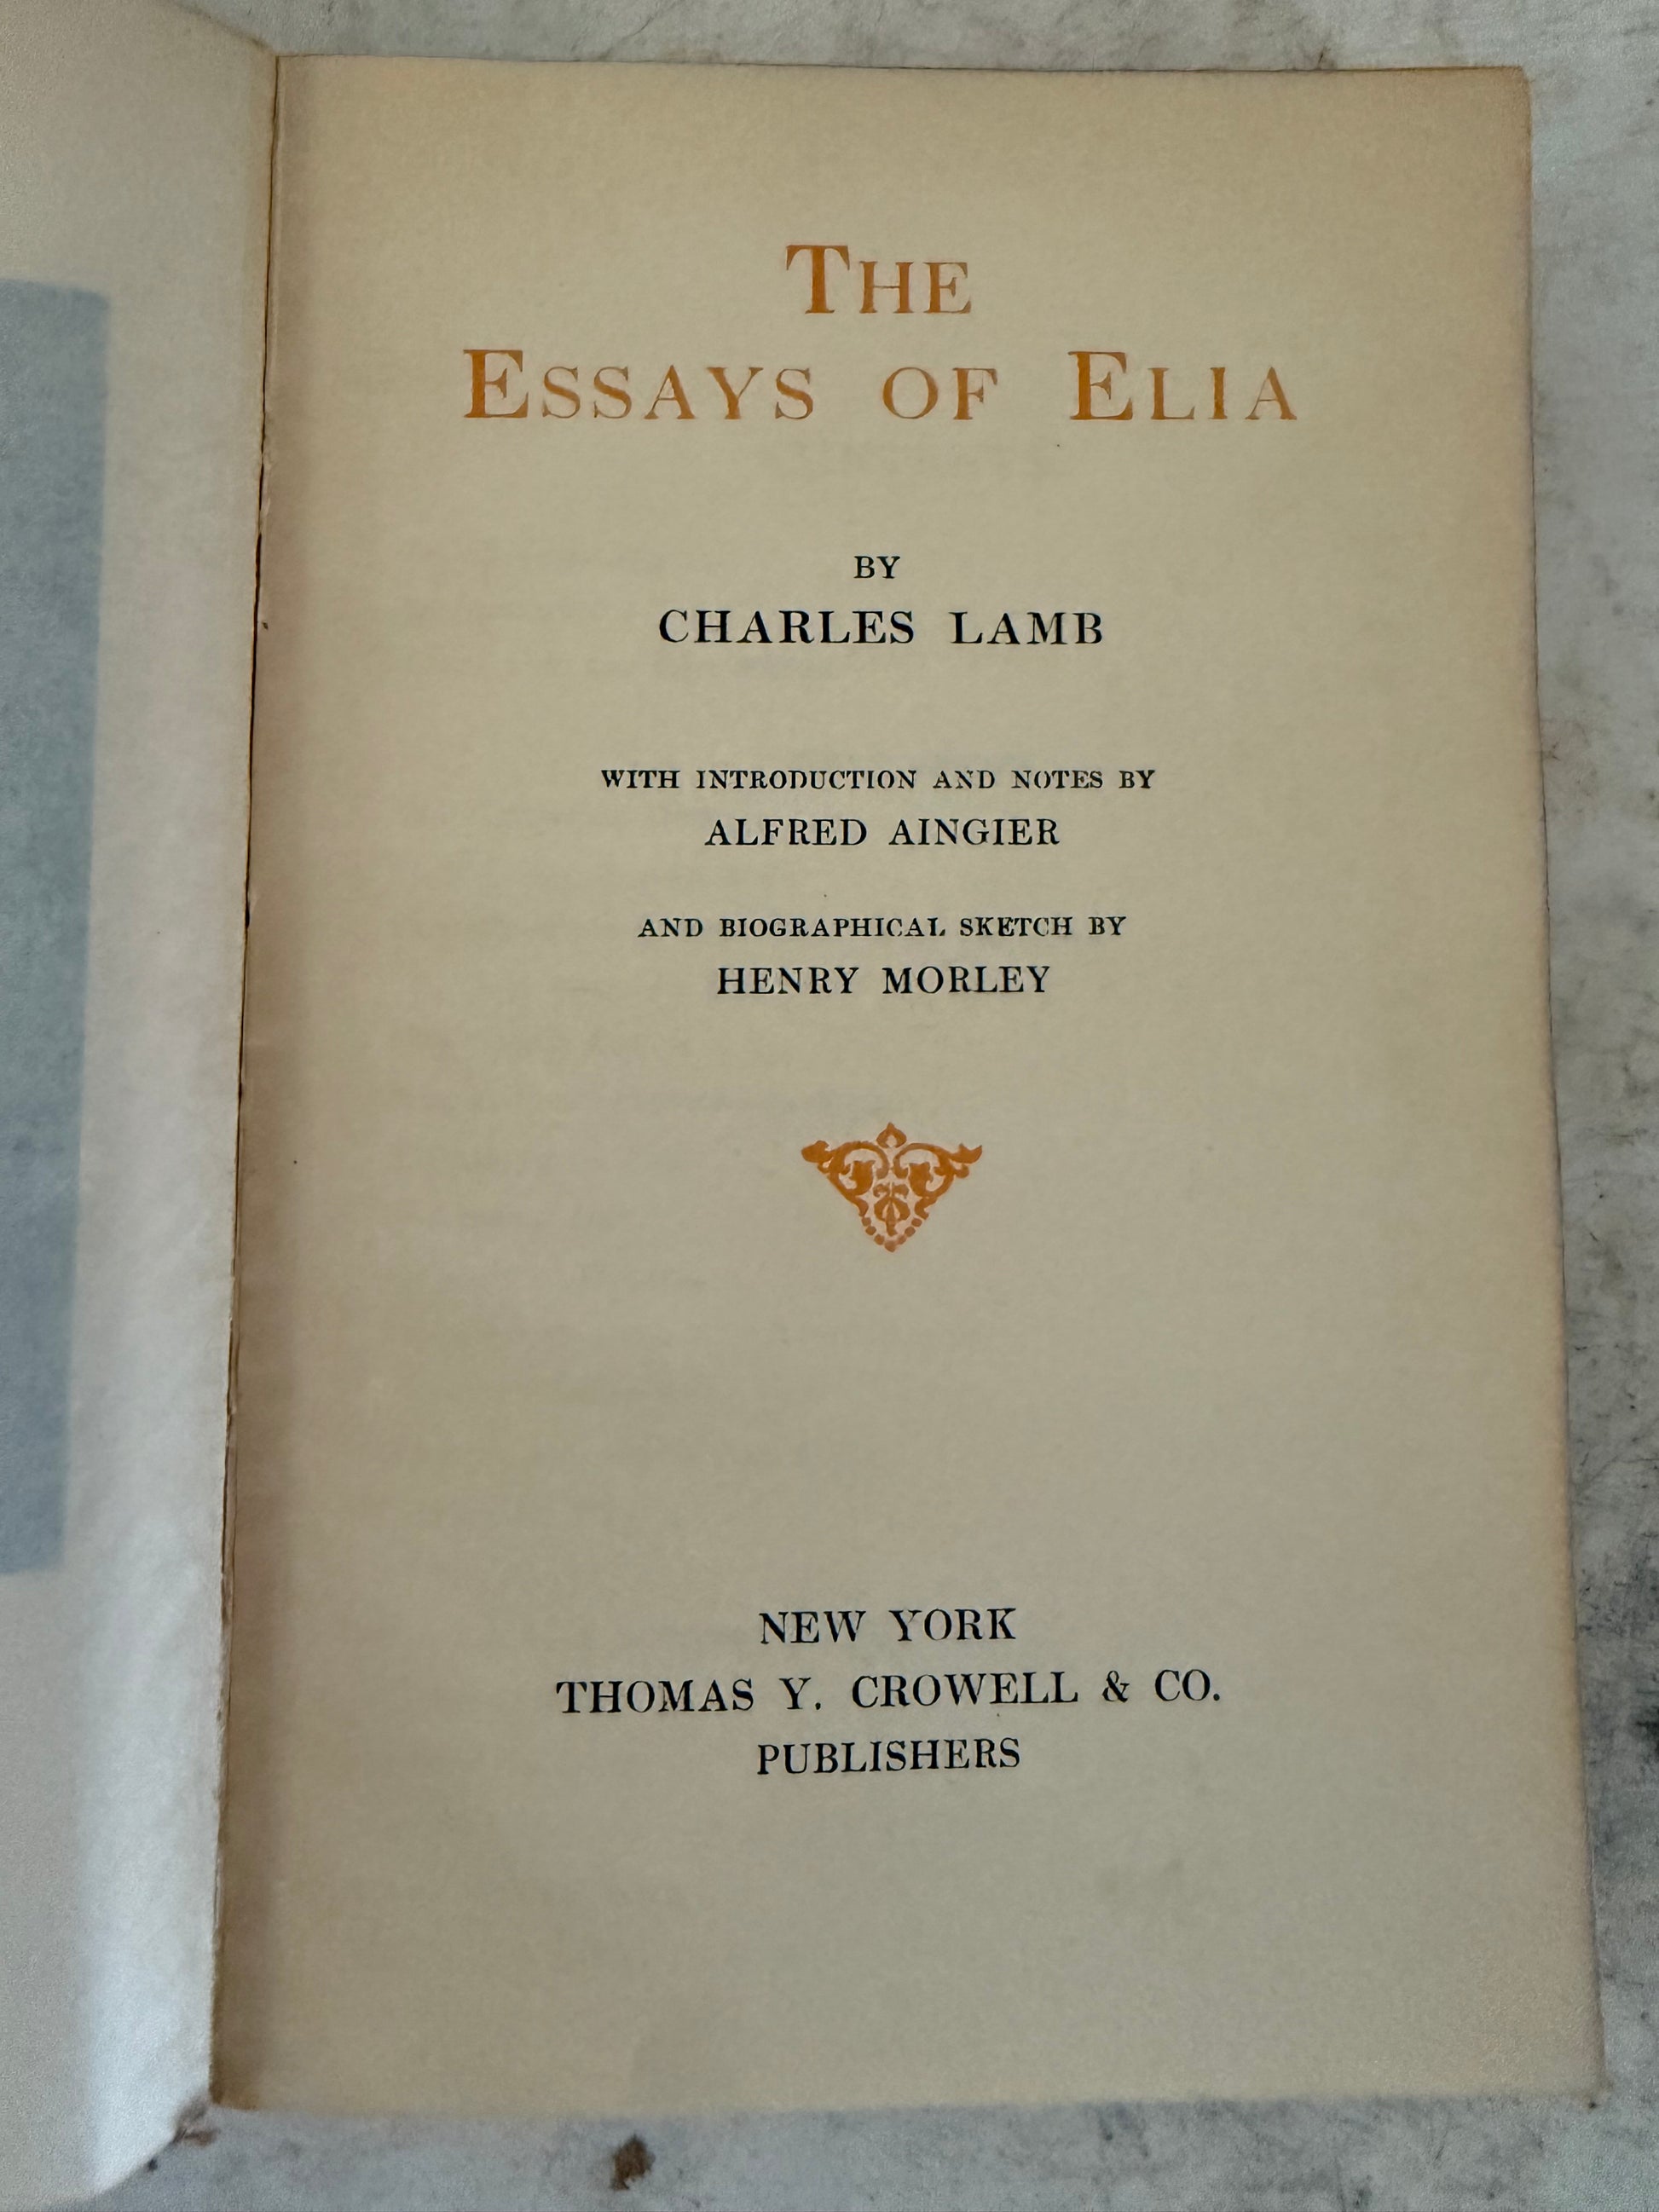 THE
ESSAYS OF ELIA
BY
CHARLES LAMB
WITH INTRODUCTION AND NOTES BY
ALFRED AINGIER
AND BIOGRAPHICAL SKETCH BY
HENRY MORLEY
NEW YORK
THOMAS Y. CROWELL & CO.
PUBLISHERS